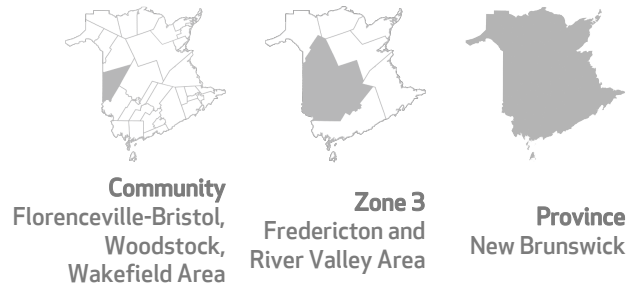 Community
Florenceville-Bristol,
Woodstock,
Wakefield Area
Zone 3
Fredericton and
River Valley Area
Province
New Brunswick